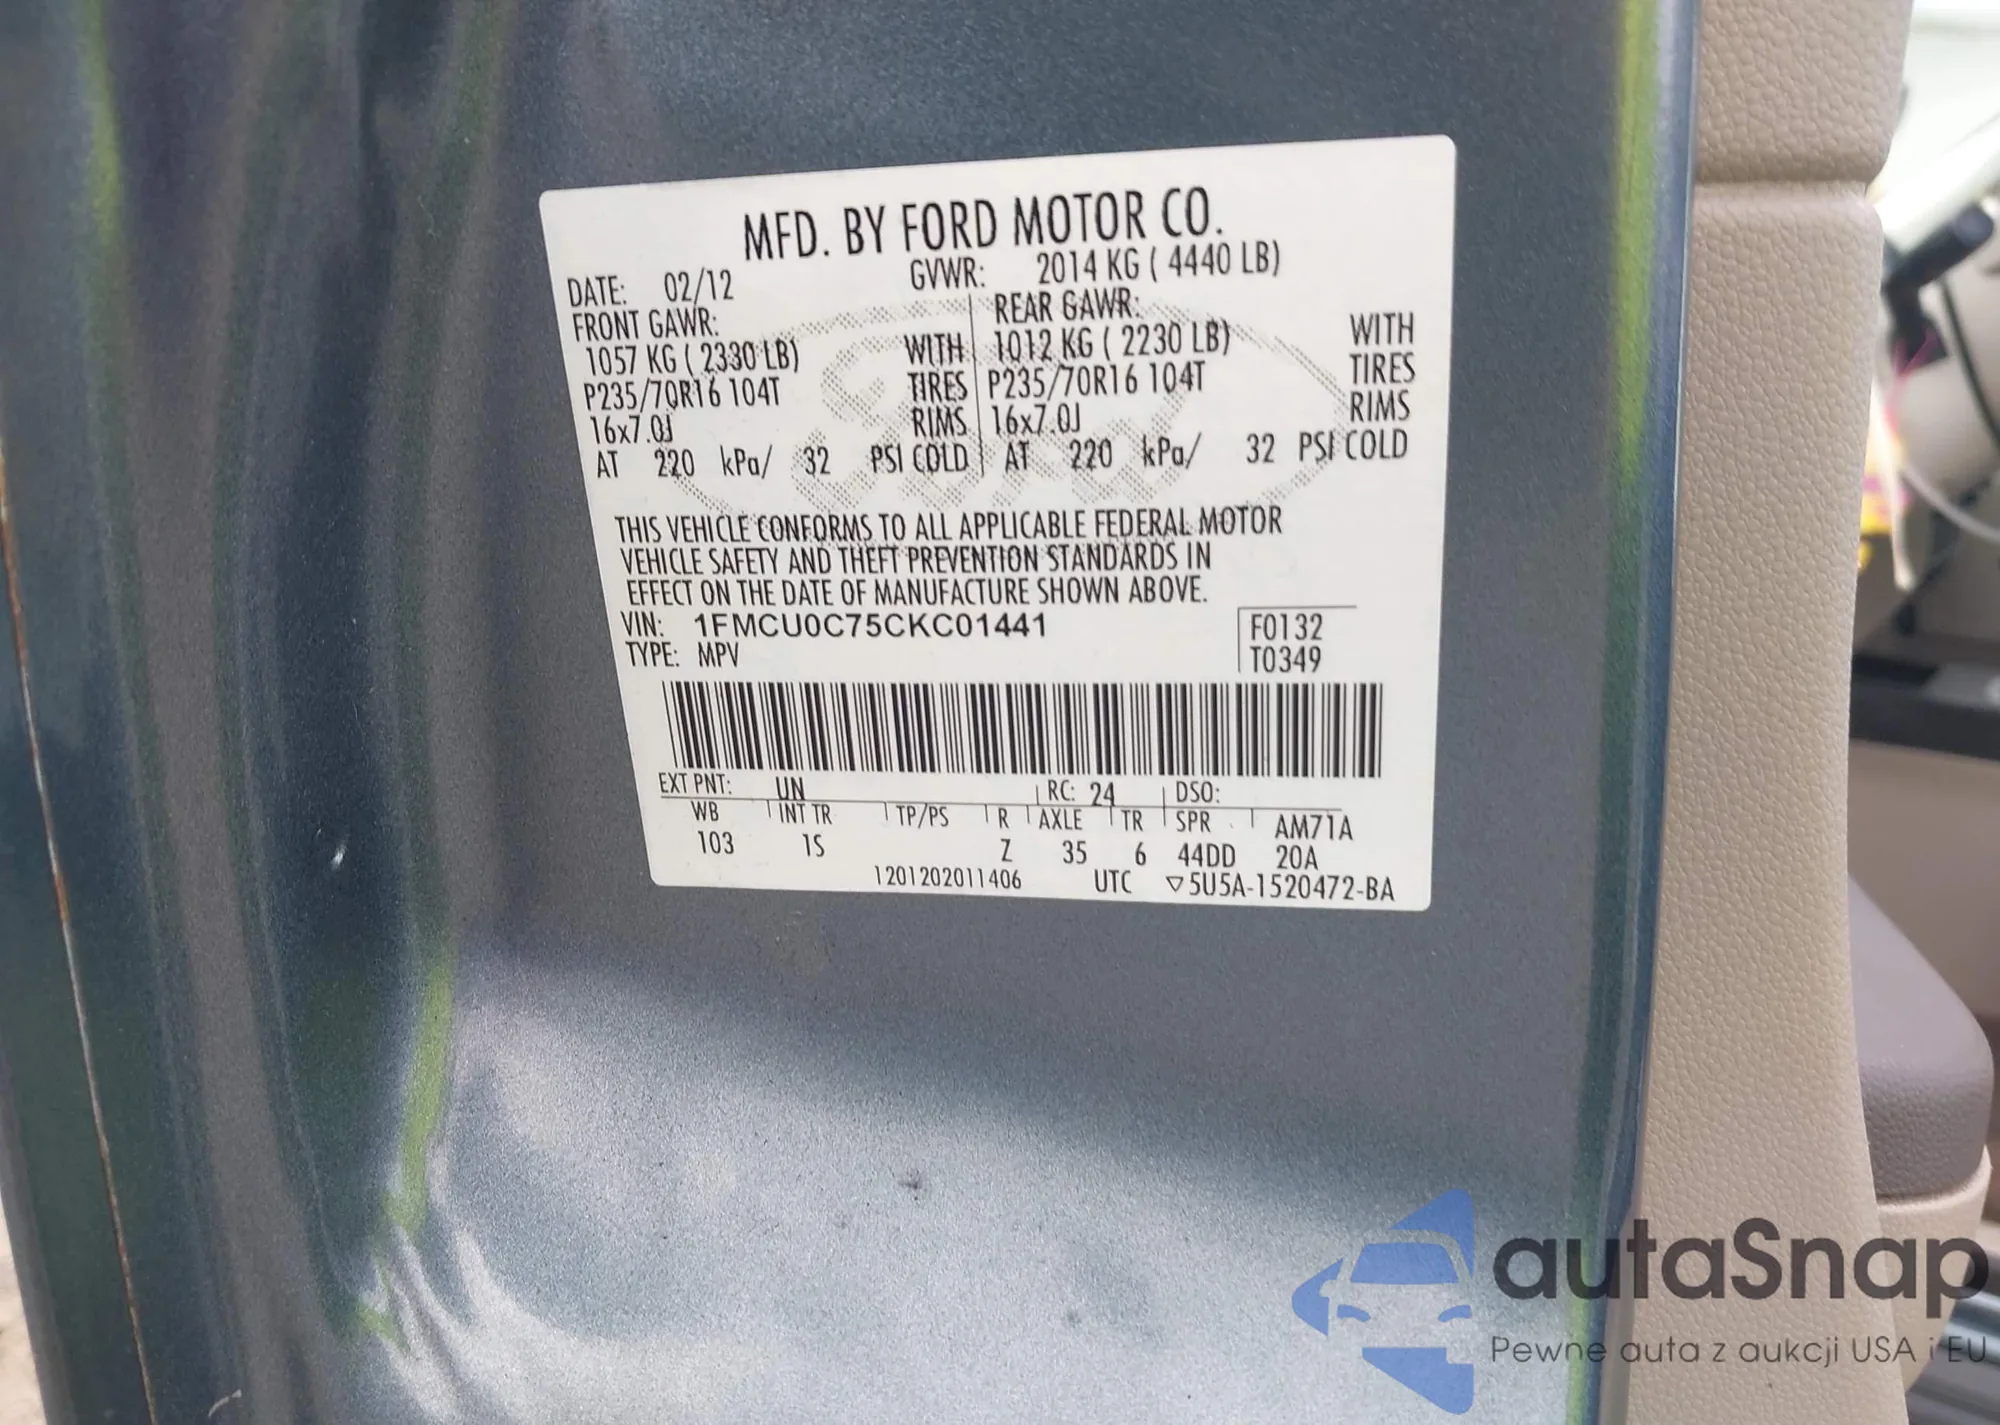 MFD. BY FORD MOTOR CO.
DATE: 02/12 GVWR: 2014 KG ( 4440 LB)
FRONT GAWR: REAR GAWR:
1057 KG ( 2330 LB) WITH 1012 KG ( 2230 LB) WITH
P235/70R16 104T TIRES P235/70R16 104T TIRES
16x7.0J RIMS 16x7.0J RIMS
AT 220 kPa/ 32 PSI COLD AT 220 kPa/ 32 PSI COLD
THIS VEHICLE CONFORMS TO ALL APPLICABLE FEDERAL MOTOR
VEHICLE SAFETY AND THEFT PREVENTION STANDARDS IN
EFFECT ON THE DATE OF MANUFACTURE SHOWN ABOVE.
VIN: 1FMCU0C75CKC01441 F0132
TYPE: MPV T0349
EXT PNT: UN RC: 24 DSO:
WB INT TR TP/PS R AXLE TR SPR AM71A
103 1S Z 35 6 44DD 20A
1201202011406 UTC ▽5U5A-1520472-BA
autaSnap
Pewne auta z aukcji USA i EU